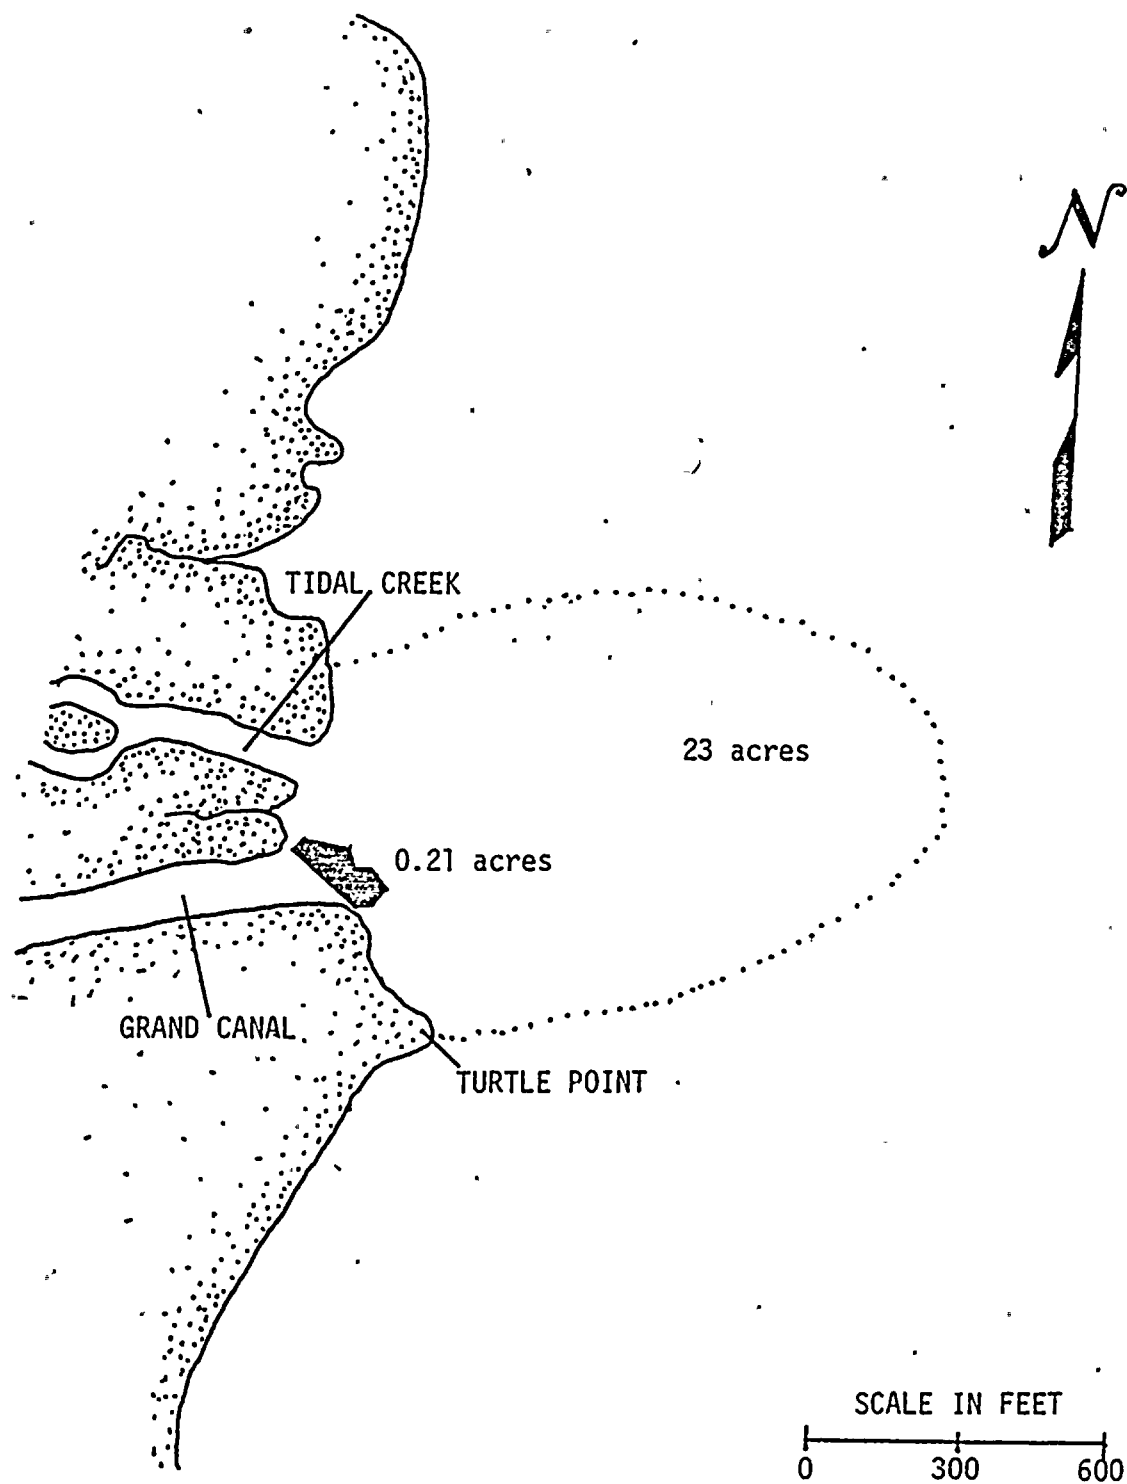 N
TIDAL CREEK
23 acres
0.21 acres
GRAND CANAL
TURTLE POINT
SCALE IN FEET
0 300 600